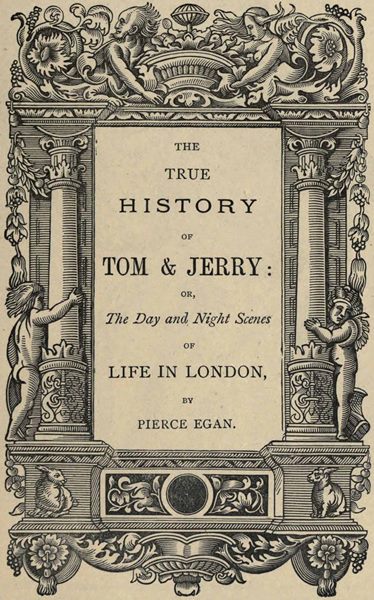 THE
TRUE
HISTORY
OF
TOM & JERRY:
OR,
The Day and Night Scenes
OF
LIFE IN LONDON,
BY
PIERCE EGAN.